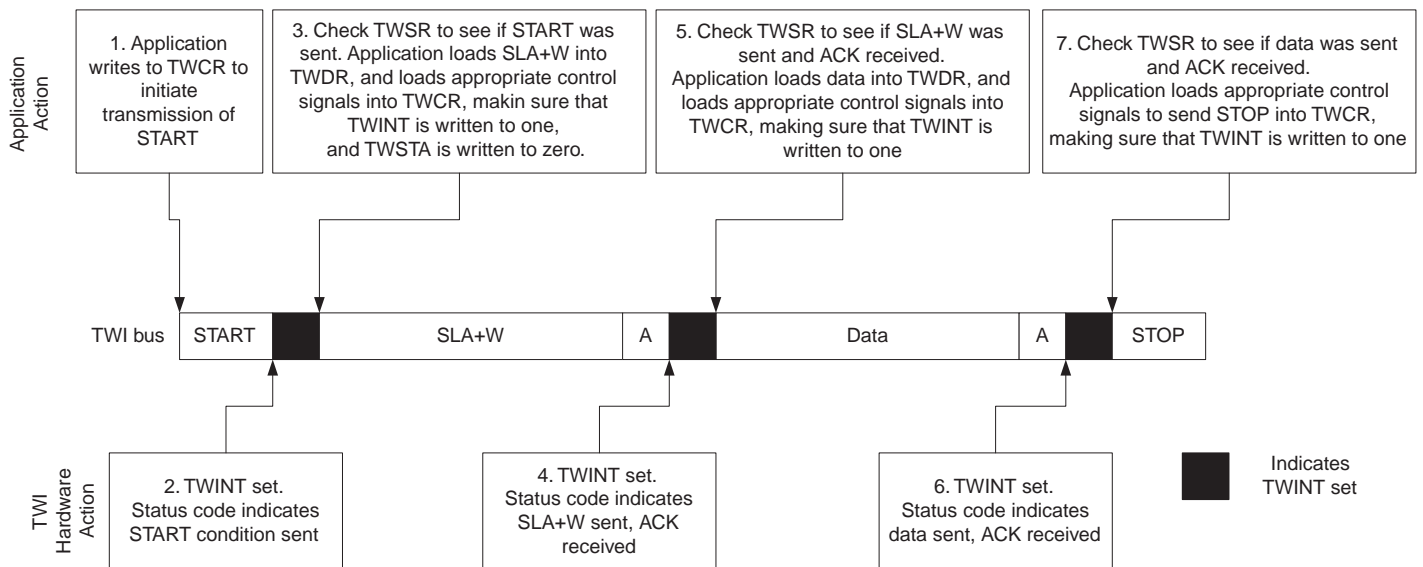 Application
Action
1. Application
writes to TWCR to
initiate
transmission of
START
3. Check TWSR to see if START was
sent. Application loads SLA+W into
TWDR, and loads appropriate control
signals into TWCR, makin sure that
TWINT is written to one,
and TWSTA is written to zero.
5. Check TWSR to see if SLA+W was
sent and ACK received.
Application loads data into TWDR, and
loads appropriate control signals into
TWCR, making sure that TWINT is
written to one
7. Check TWSR to see if data was sent
and ACK received.
Application loads appropriate control
signals to send STOP into TWCR,
making sure that TWINT is written to one
TWI bus
START
SLA+W
A
Data
A
STOP
TWI
Hardware
Action
2. TWINT set.
Status code indicates
START condition sent
4. TWINT set.
Status code indicates
SLA+W sent, ACK
received
6. TWINT set.
Status code indicates
data sent, ACK received
Indicates
TWINT set